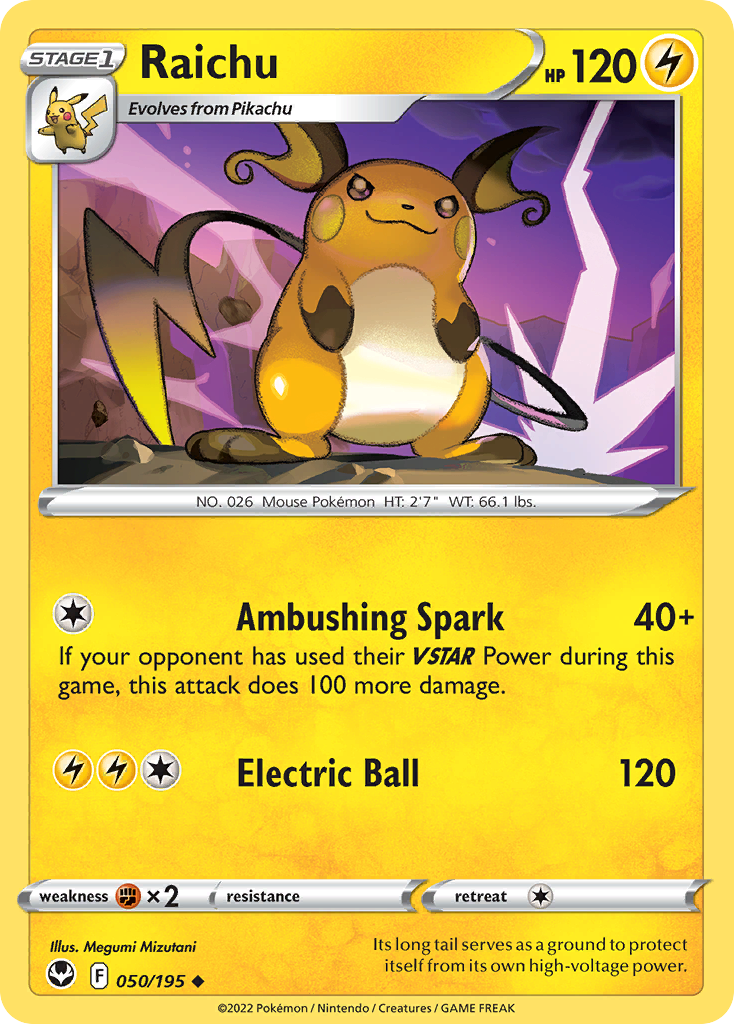 STAGE1
Raichu
HP 120
Evolves from Pikachu
NO. 026 Mouse Pokémon HT: 2'7" WT: 66.1 lbs.
Ambushing Spark 40+
If your opponent has used their VSTAR Power during this
game, this attack does 100 more damage.
Electric Ball 120
weakness ×2 resistance retreat
Illus. Megumi Mizutani
Its long tail serves as a ground to protect
itself from its own high-voltage power.
F 050/195
©2022 Pokémon / Nintendo / Creatures / GAME FREAK